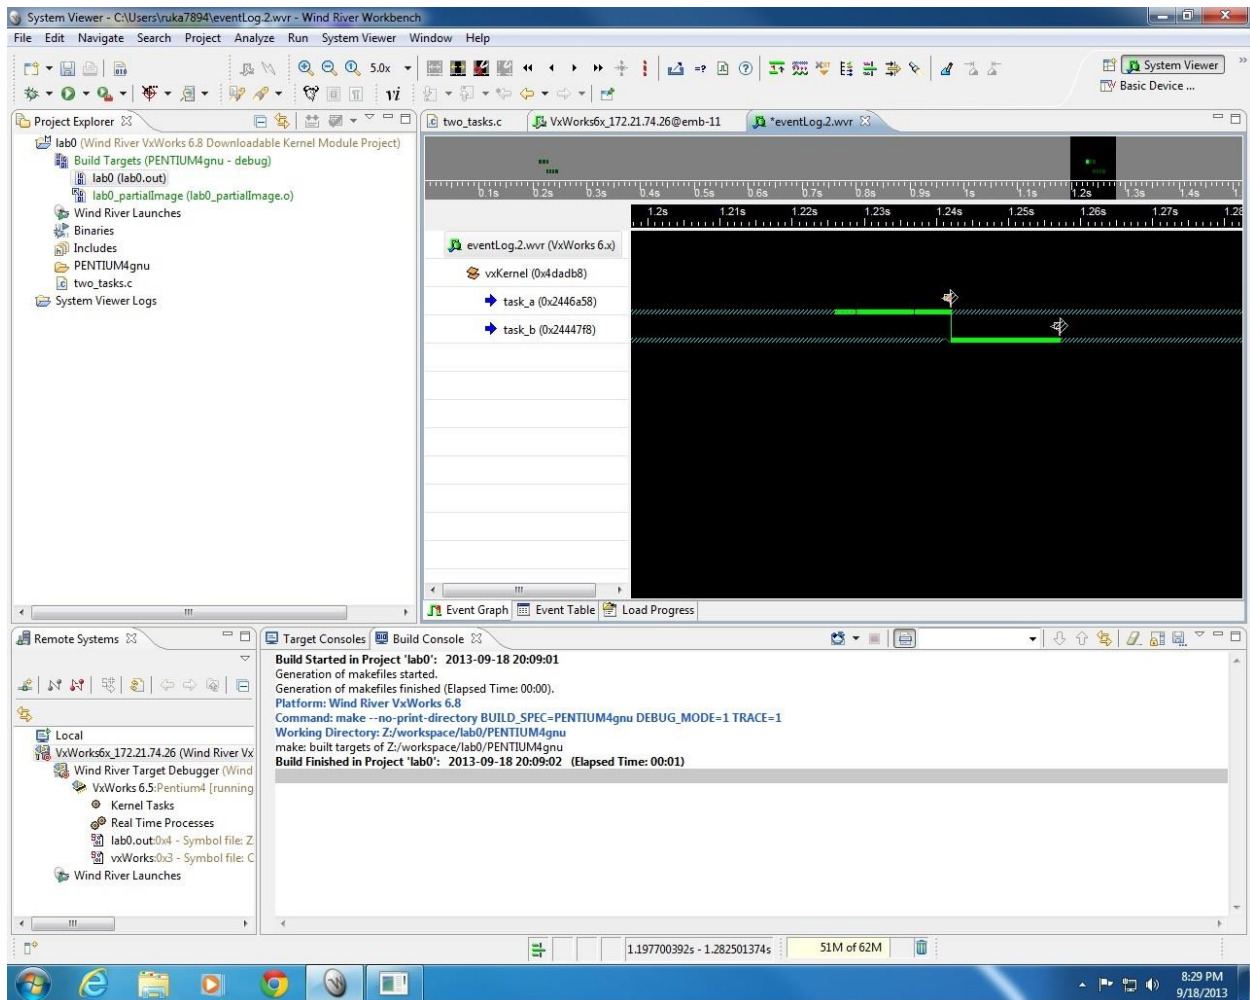 System Viewer - C:\Users\ruka7894\eventLog.2.wvr - Wind River Workbench
File Edit Navigate Search Project Analyze Run System Viewer Window Help
5.0x
System Viewer
vi
Basic Device ...
Project Explorer
two_tasks.c
VxWorks6x_172.21.74.26@emb-11
*eventLog.2.wvr
lab0 (Wind River VxWorks 6.8 Downloadable Kernel Module Project)
Build Targets (PENTIUM4gnu - debug)
lab0 (lab0.out)
lab0_partialImage (lab0_partialImage.o)
Wind River Launches
Binaries
Includes
PENTIUM4gnu
two_tasks.c
System Viewer Logs
0.1s 0.2s 0.3s 0.4s 0.5s 0.6s 0.7s 0.8s 0.9s 1s 1.1s 1.2s 1.3s 1.4s 1.
1.2s 1.21s 1.22s 1.23s 1.24s 1.25s 1.26s 1.27s 1.28
eventLog.2.wvr (VxWorks 6.x)
vxKernel (0x4dadb8)
task_a (0x2446a58)
task_b (0x24447f8)
Event Graph Event Table Load Progress
Remote Systems
Local
VxWorks6x_172.21.74.26 (Wind River Vx
Wind River Target Debugger (Wind
VxWorks 6.5:Pentium4 [running
Kernel Tasks
Real Time Processes
lab0.out:0x4 - Symbol file: Z
vxWorks:0x3 - Symbol file: C
Wind River Launches
Target Consoles Build Console
Build Started in Project 'lab0': 2013-09-18 20:09:01
Generation of makefiles started.
Generation of makefiles finished (Elapsed Time: 00:00).
Platform: Wind River VxWorks 6.8
Command: make --no-print-directory BUILD_SPEC=PENTIUM4gnu DEBUG_MODE=1 TRACE=1
Working Directory: Z:/workspace/lab0/PENTIUM4gnu
make: built targets of Z:/workspace/lab0/PENTIUM4gnu
Build Finished in Project 'lab0': 2013-09-18 20:09:02 (Elapsed Time: 00:01)
1.197700392s - 1.282501374s
51M of 62M
8:29 PM
9/18/2013